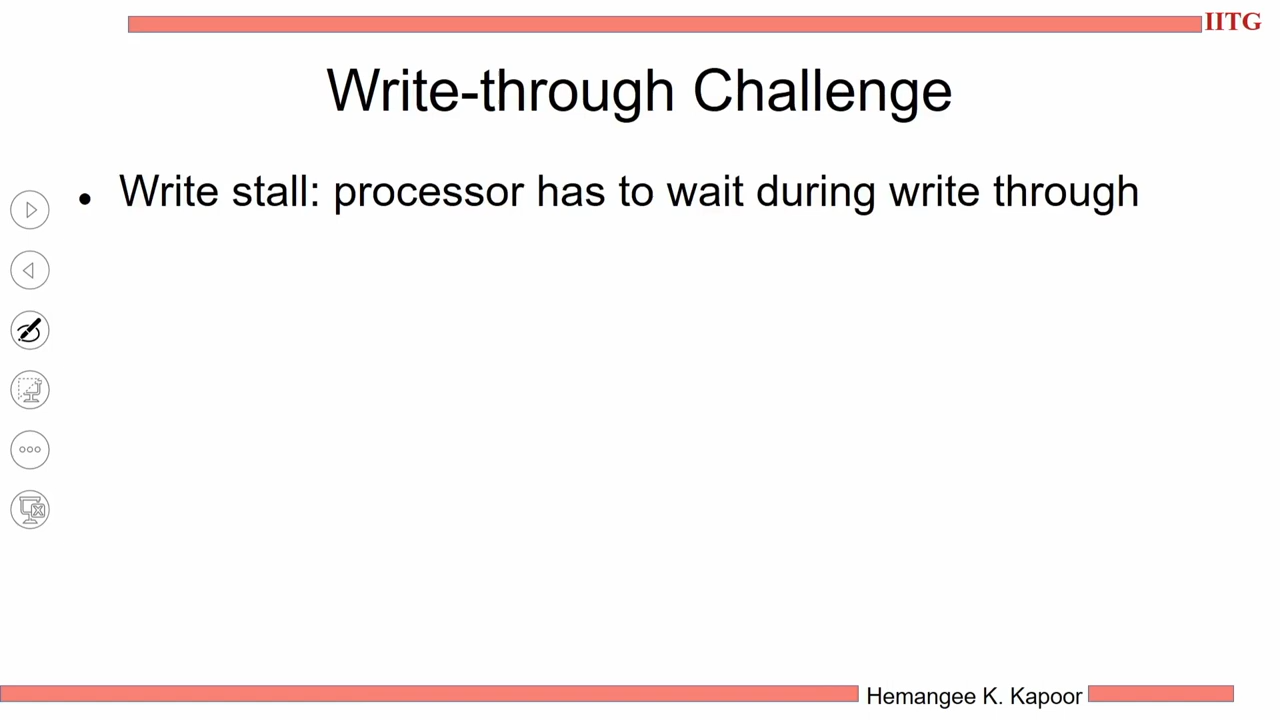 IITG
Write-through Challenge
• Write stall: processor has to wait during write through
Hemangee K. Kapoor